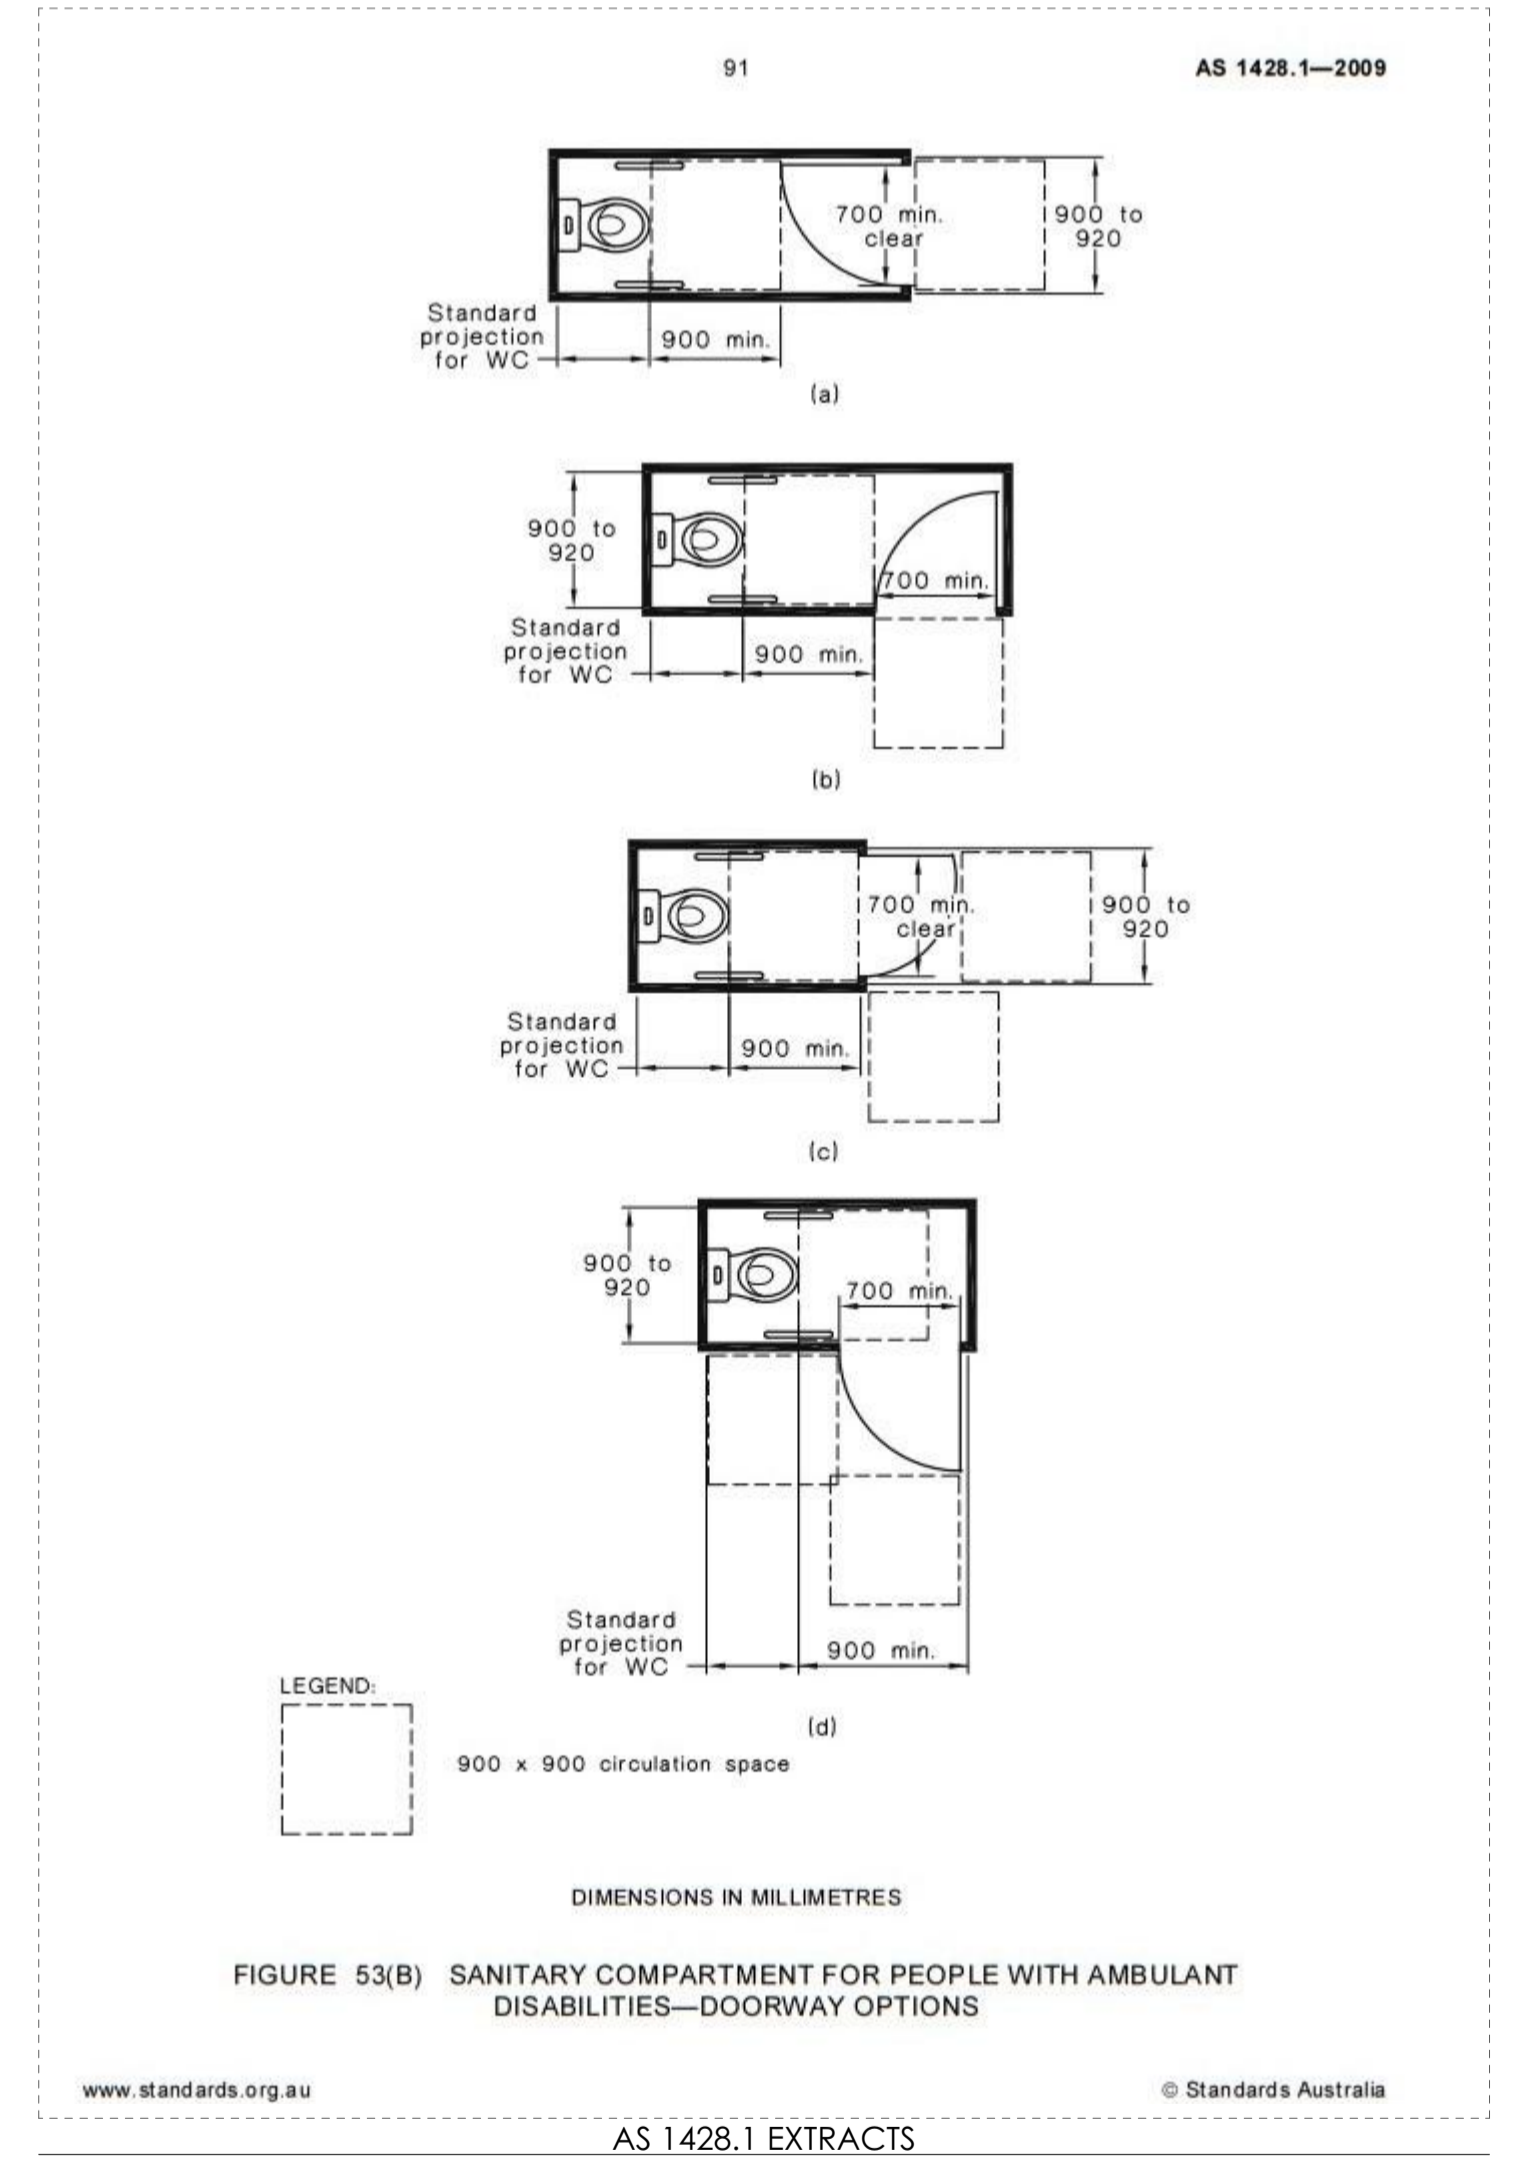 91
AS 1428.1—2009
700 min.
clear
900 to
920
Standard
projection
for WC
900 min.
(a)
900 to
920
700 min.
Standard
projection
for WC
900 min.
(b)
700 min.
clear
900 to
920
Standard
projection
for WC
900 min.
(c)
900 to
920
700 min.
Standard
projection
for WC
900 min.
(d)
LEGEND:
900 x 900 circulation space
DIMENSIONS IN MILLIMETRES
FIGURE 53(B) SANITARY COMPARTMENT FOR PEOPLE WITH AMBULANT
DISABILITIES—DOORWAY OPTIONS
www.standards.org.au
© Standards Australia
AS 1428.1 EXTRACTS